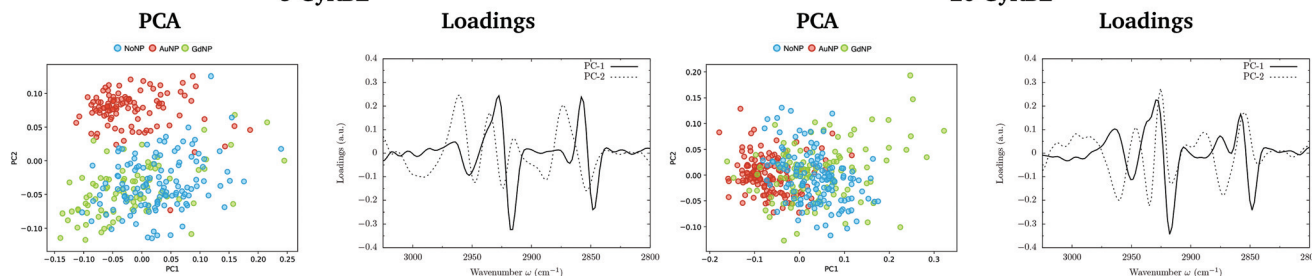 PCA
Loadings
PCA
Loadings
NoNP AuNP GdNP
0.10
0.05
0.00
−0.05
−0.10
PC2
−0.15 −0.10 −0.05 0.00 0.05 0.10 0.15 0.20 0.25
PC1
0.4
0.3
0.2
0.1
0
−0.1
−0.2
−0.3
−0.4
Loadings (a.u.)
PC-1
PC-2
3000 2950 2900 2850 2800
Wavenumber ω (cm⁻¹)
NoNP AuNP GdNP
0.20
0.15
0.10
0.05
0.00
−0.05
−0.10
PC2
−0.2 −0.1 0.0 0.1 0.2 0.3
PC1
0.4
0.3
0.2
0.1
0
−0.1
−0.2
−0.3
−0.4
Loadings (a.u.)
PC-1
PC-2
3000 2950 2900 2850
Wavenumber ω (cm⁻¹)